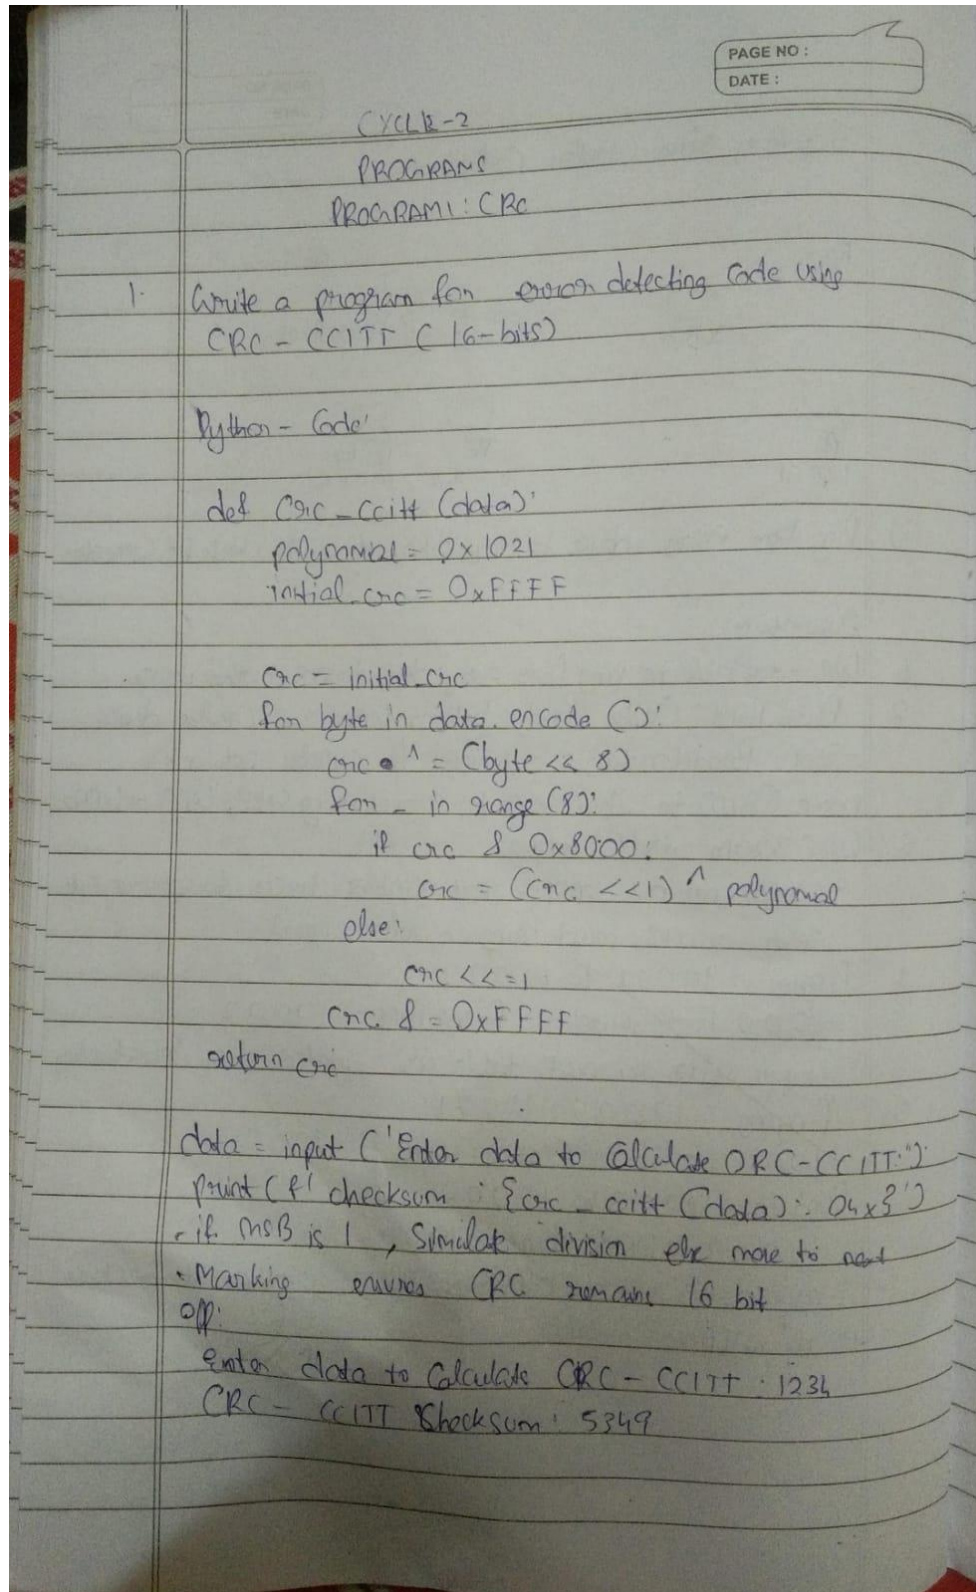 PAGE NO :
DATE :
CYCLE-2
PROGRAMS
PROGRAM1: CRC
1. Write a program for error detecting code using
CRC - CCITT ( 16-bits)
Python - Code:
def crc_ccitt (data):
polynomial = 0x1021
initial_crc = 0xFFFF
crc = initial_crc
for byte in data.encode ():
crc ^= (byte << 8)
for _ in range (8):
if crc & 0x8000:
crc = (crc <<1) ^ polynomial
else:
crc <<=1
crc &= 0xFFFF
return crc
data = input ('Enter data to Calculate CRC-CCITT:")
print (f' checksum : {crc_ccitt (data): 04x}')
• if MSB is 1 , Simulate division else move to next
• Marking ensures CRC remains 16 bit
O/P:
Enter data to Calculate CRC - CCITT : 1234
CRC - CCITT Checksum : 5349